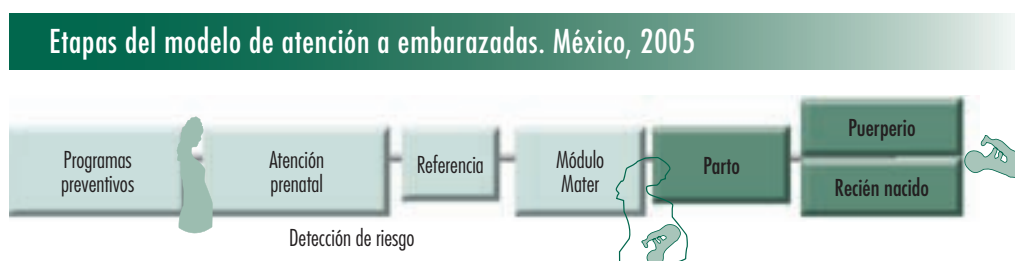 Etapas del modelo de atención a embarazadas. México, 2005
Programas
preventivos
Atención
prenatal
Referencia
Módulo
Mater
Parto
Puerperio
Recién nacido
Detección de riesgo